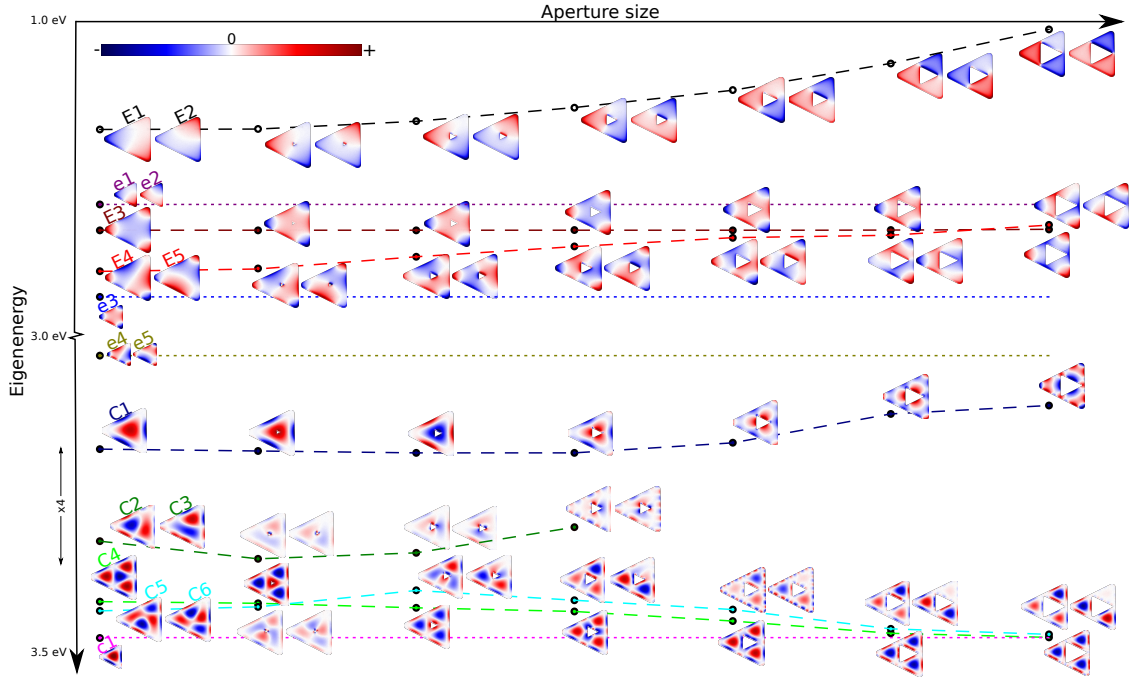 Aperture size
1.0 eV
- 0 +
E1 E2
e1 e2
E3
E4 E5
e3
3.0 eV
e4 e5
Eigenenergy
C1
x4
C2 C3
C4
C5 C6
c1
3.5 eV